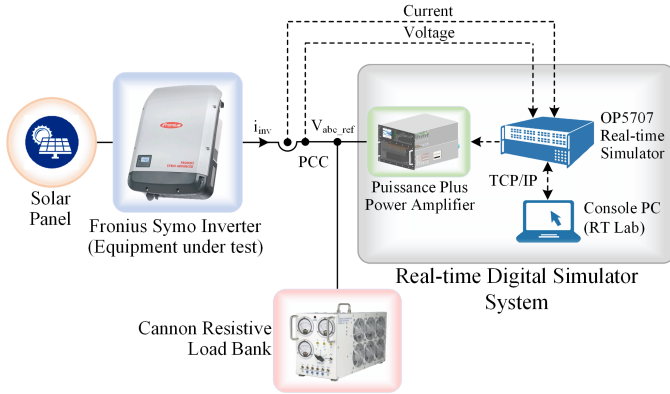 Current
Voltage
Fronius
i_inv
V_abc_ref
PCC
OP5707
Real-time
Simulator
Puissance Plus
Power Amplifier
TCP/IP
Console PC
(RT Lab)
Solar
Panel
Fronius Symo Inverter
(Equipment under test)
Real-time Digital Simulator
System
Cannon Resistive
Load Bank